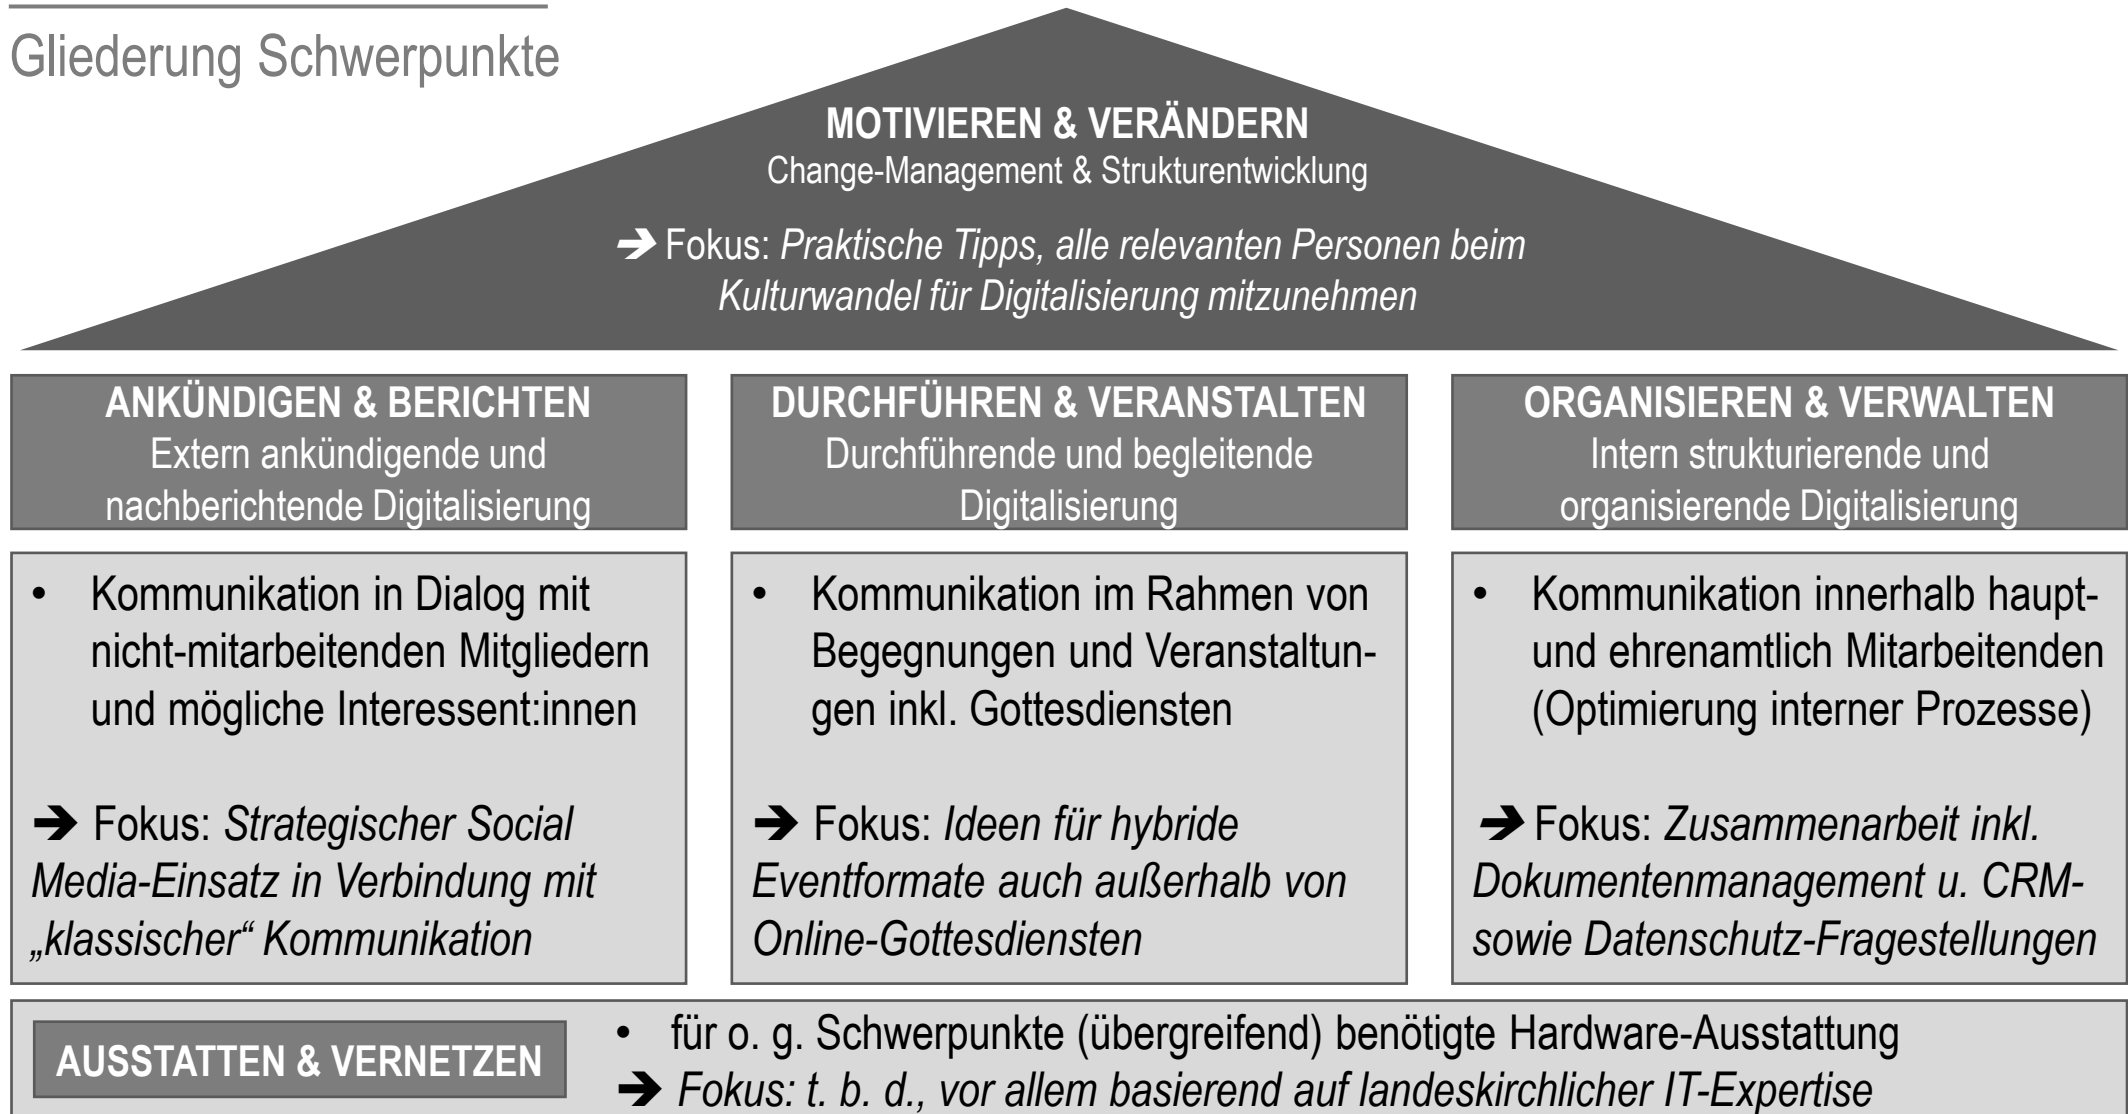 Gliederung Schwerpunkte
MOTIVIEREN & VERÄNDERN
Change-Management & Strukturentwicklung
➔ Fokus: Praktische Tipps, alle relevanten Personen beim
Kulturwandel für Digitalisierung mitzunehmen
ANKÜNDIGEN & BERICHTEN
Extern ankündigende und
nachberichtende Digitalisierung
• Kommunikation in Dialog mit
nicht-mitarbeitenden Mitgliedern
und mögliche Interessent:innen
➔ Fokus: Strategischer Social
Media-Einsatz in Verbindung mit
„klassischer“ Kommunikation
DURCHFÜHREN & VERANSTALTEN
Durchführende und begleitende
Digitalisierung
• Kommunikation im Rahmen von
Begegnungen und Veranstaltun-
gen inkl. Gottesdiensten
➔ Fokus: Ideen für hybride
Eventformate auch außerhalb von
Online-Gottesdiensten
ORGANISIEREN & VERWALTEN
Intern strukturierende und
organisierende Digitalisierung
• Kommunikation innerhalb haupt-
und ehrenamtlich Mitarbeitenden
(Optimierung interner Prozesse)
➔ Fokus: Zusammenarbeit inkl.
Dokumentenmanagement u. CRM-
sowie Datenschutz-Fragestellungen
AUSSTATTEN & VERNETZEN
• für o. g. Schwerpunkte (übergreifend) benötigte Hardware-Ausstattung
➔ Fokus: t. b. d., vor allem basierend auf landeskirchlicher IT-Expertise